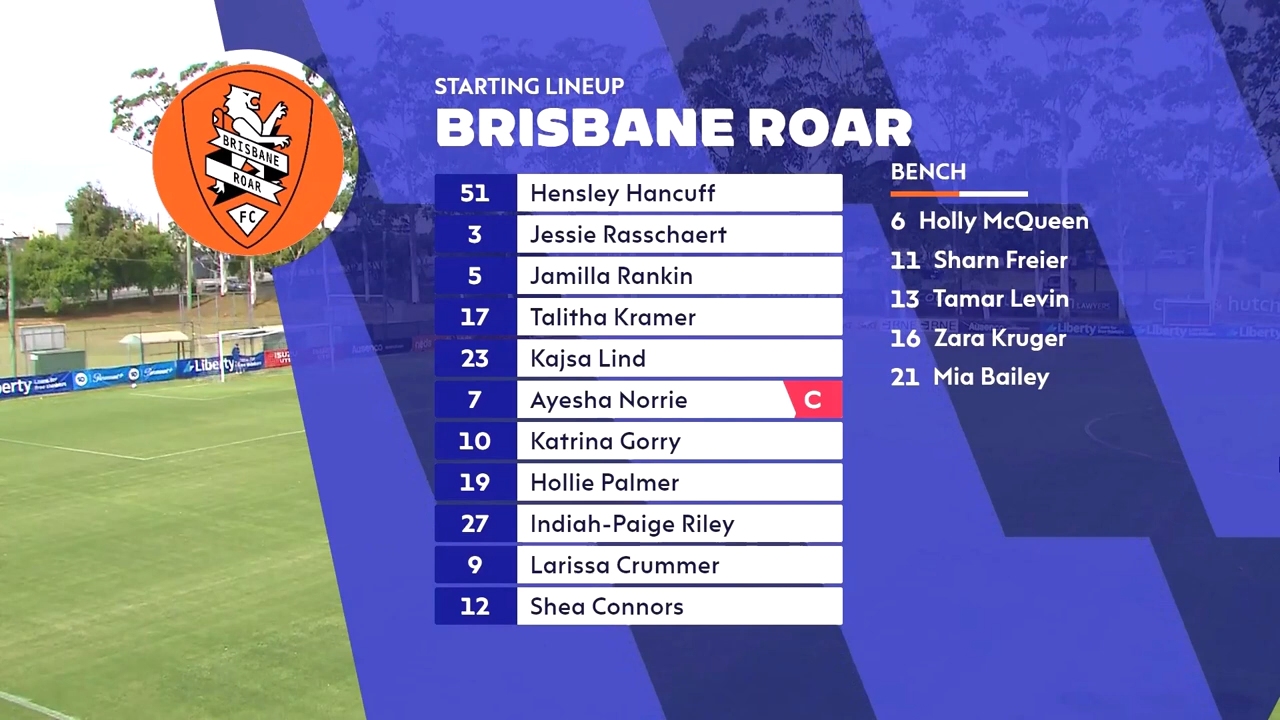 STARTING LINEUP
BRISBANE ROAR
BRISBANE
ROAR
FC
51 Hensley Hancuff
3 Jessie Rasschaert
5 Jamilla Rankin
17 Talitha Kramer
23 Kajsa Lind
7 Ayesha Norrie C
10 Katrina Gorry
19 Hollie Palmer
27 Indiah-Paige Riley
9 Larissa Crummer
12 Shea Connors
BENCH
6 Holly McQueen
11 Sharn Freier
13 Tamar Levin
16 Zara Kruger
21 Mia Bailey
Liberty
Liberty
Liberty